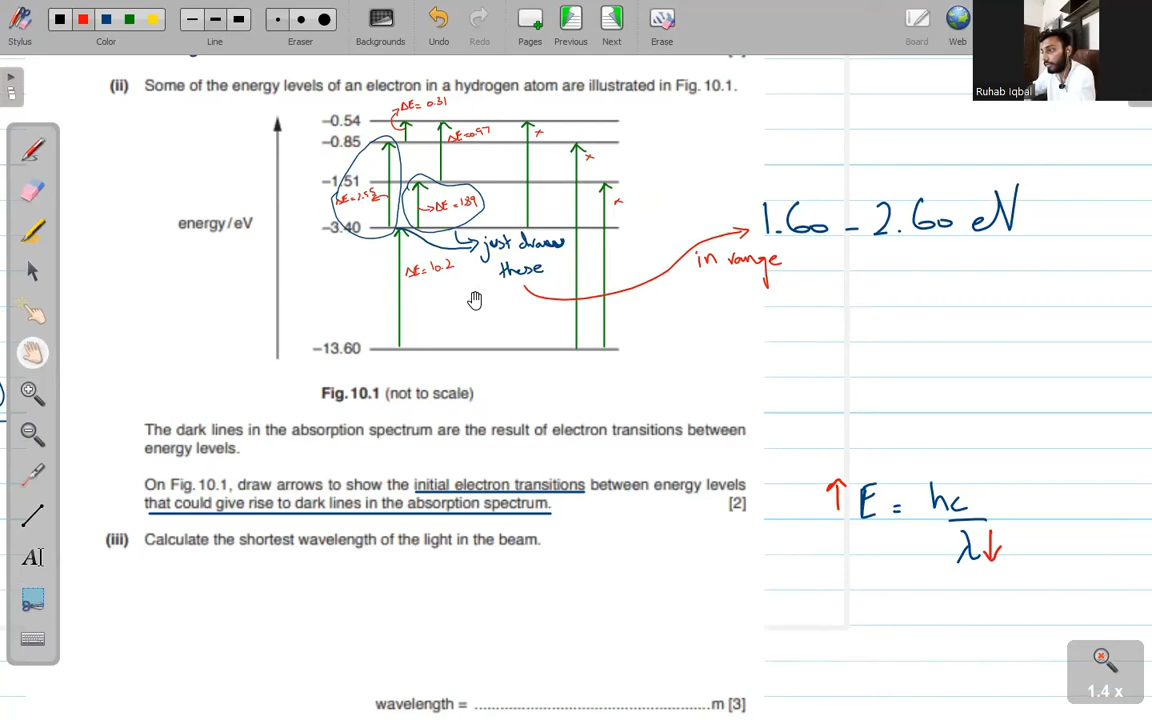 Stylus
Color
Line
Eraser
Backgrounds
Undo
Redo
Pages
Previous
Next
Erase
Board
Web
Ruhab Iqbal
(ii) Some of the energy levels of an electron in a hydrogen atom are illustrated in Fig. 10.1.
ΔE= 0.31
–0.54
ΔE=0.97
x
–0.85
x
–1.51
x
ΔE=2.55
ΔE=1.89
energy/eV
–3.40
just draw
these
1.60 – 2.60 eV
in range
ΔE=10.2
–13.60
Fig. 10.1 (not to scale)
The dark lines in the absorption spectrum are the result of electron transitions between
energy levels.
On Fig. 10.1, draw arrows to show the initial electron transitions between energy levels
that could give rise to dark lines in the absorption spectrum. [2]
↑ E = hc
λ↓
(iii) Calculate the shortest wavelength of the light in the beam.
wavelength = ...................................................... m [3]
AI
1.4 x